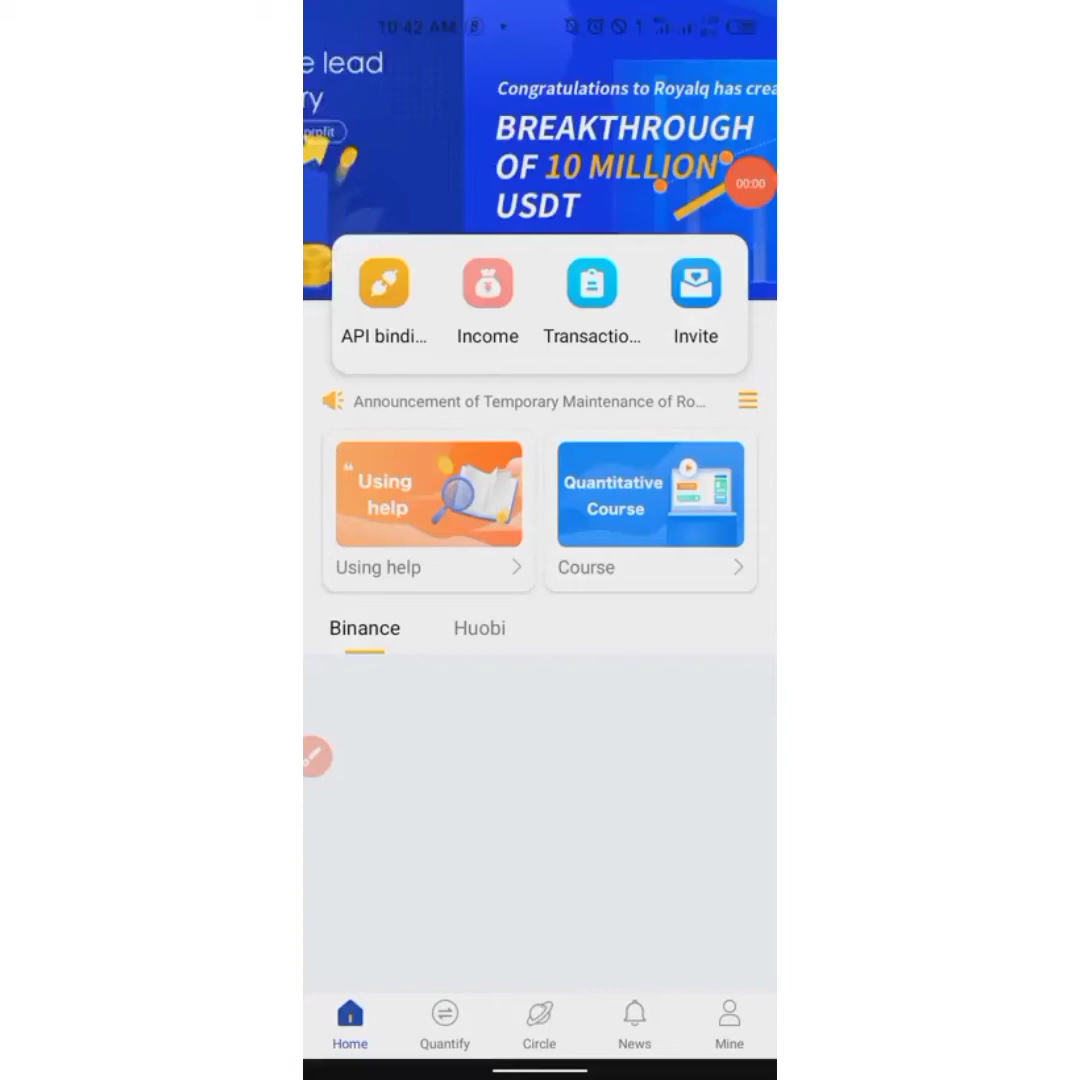 10:42 AM
e lead
ry
profit
Congratulations to Royalq has crea
BREAKTHROUGH
OF 10 MILLION
USDT
00:00
API bindi...
Income
Transactio...
Invite
Announcement of Temporary Maintenance of Ro...
Using
help
Quantitative
Course
Using help
Course
Binance
Huobi
Home
Quantify
Circle
News
Mine